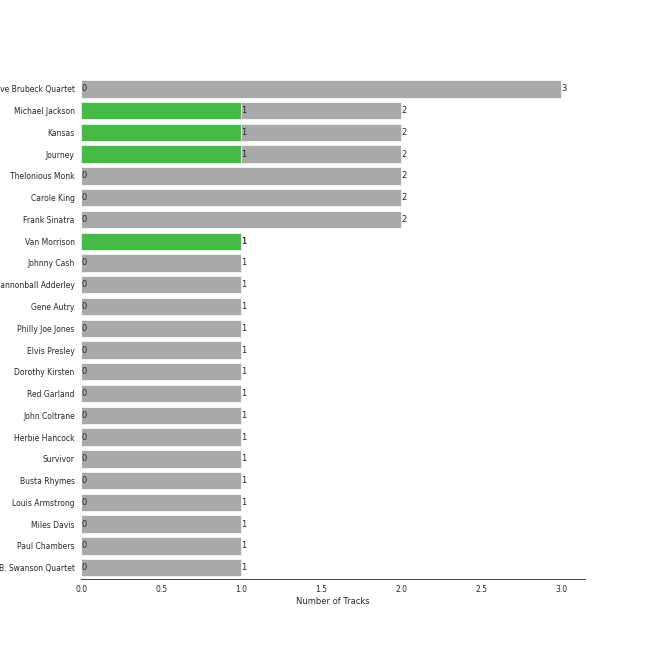 ve Brubeck Quartet 0 3
Michael Jackson 1 2
Kansas 1 2
Journey 1 2
Thelonious Monk 0 2
Carole King 0 2
Frank Sinatra 0 2
Van Morrison 1
Johnny Cash 0 1
annonball Adderley 0 1
Gene Autry 0 1
Philly Joe Jones 0 1
Elvis Presley 0 1
Dorothy Kirsten 0 1
Red Garland 0 1
John Coltrane 0 1
Herbie Hancock 0 1
Survivor 0 1
Busta Rhymes 0 1
Louis Armstrong 0 1
Miles Davis 0 1
Paul Chambers 0 1
B. Swanson Quartet 0 1
0.0 0.5 1.0 1.5 2.0 2.5 3.0
Number of Tracks